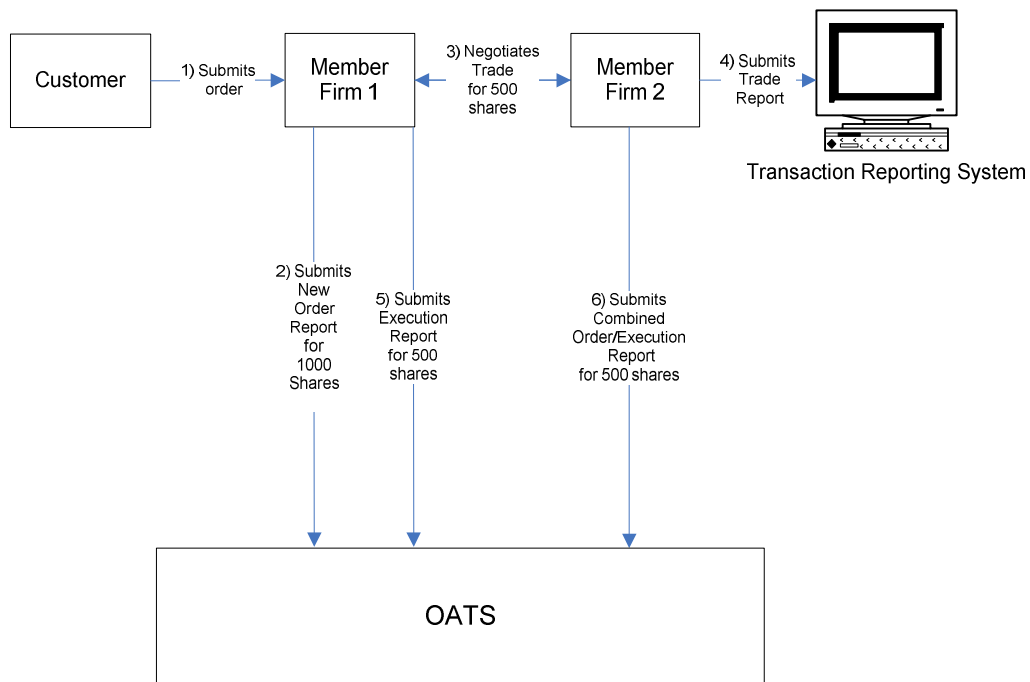 Customer
1) Submits
order
Member
Firm 1
3) Negotiates
Trade
for 500
shares
Member
Firm 2
4) Submits
Trade
Report
Transaction Reporting System
2) Submits
New
Order
Report
for
1000
Shares
5) Submits
Execution
Report
for 500
shares
6) Submits
Combined
Order/Execution
Report
for 500 shares
OATS